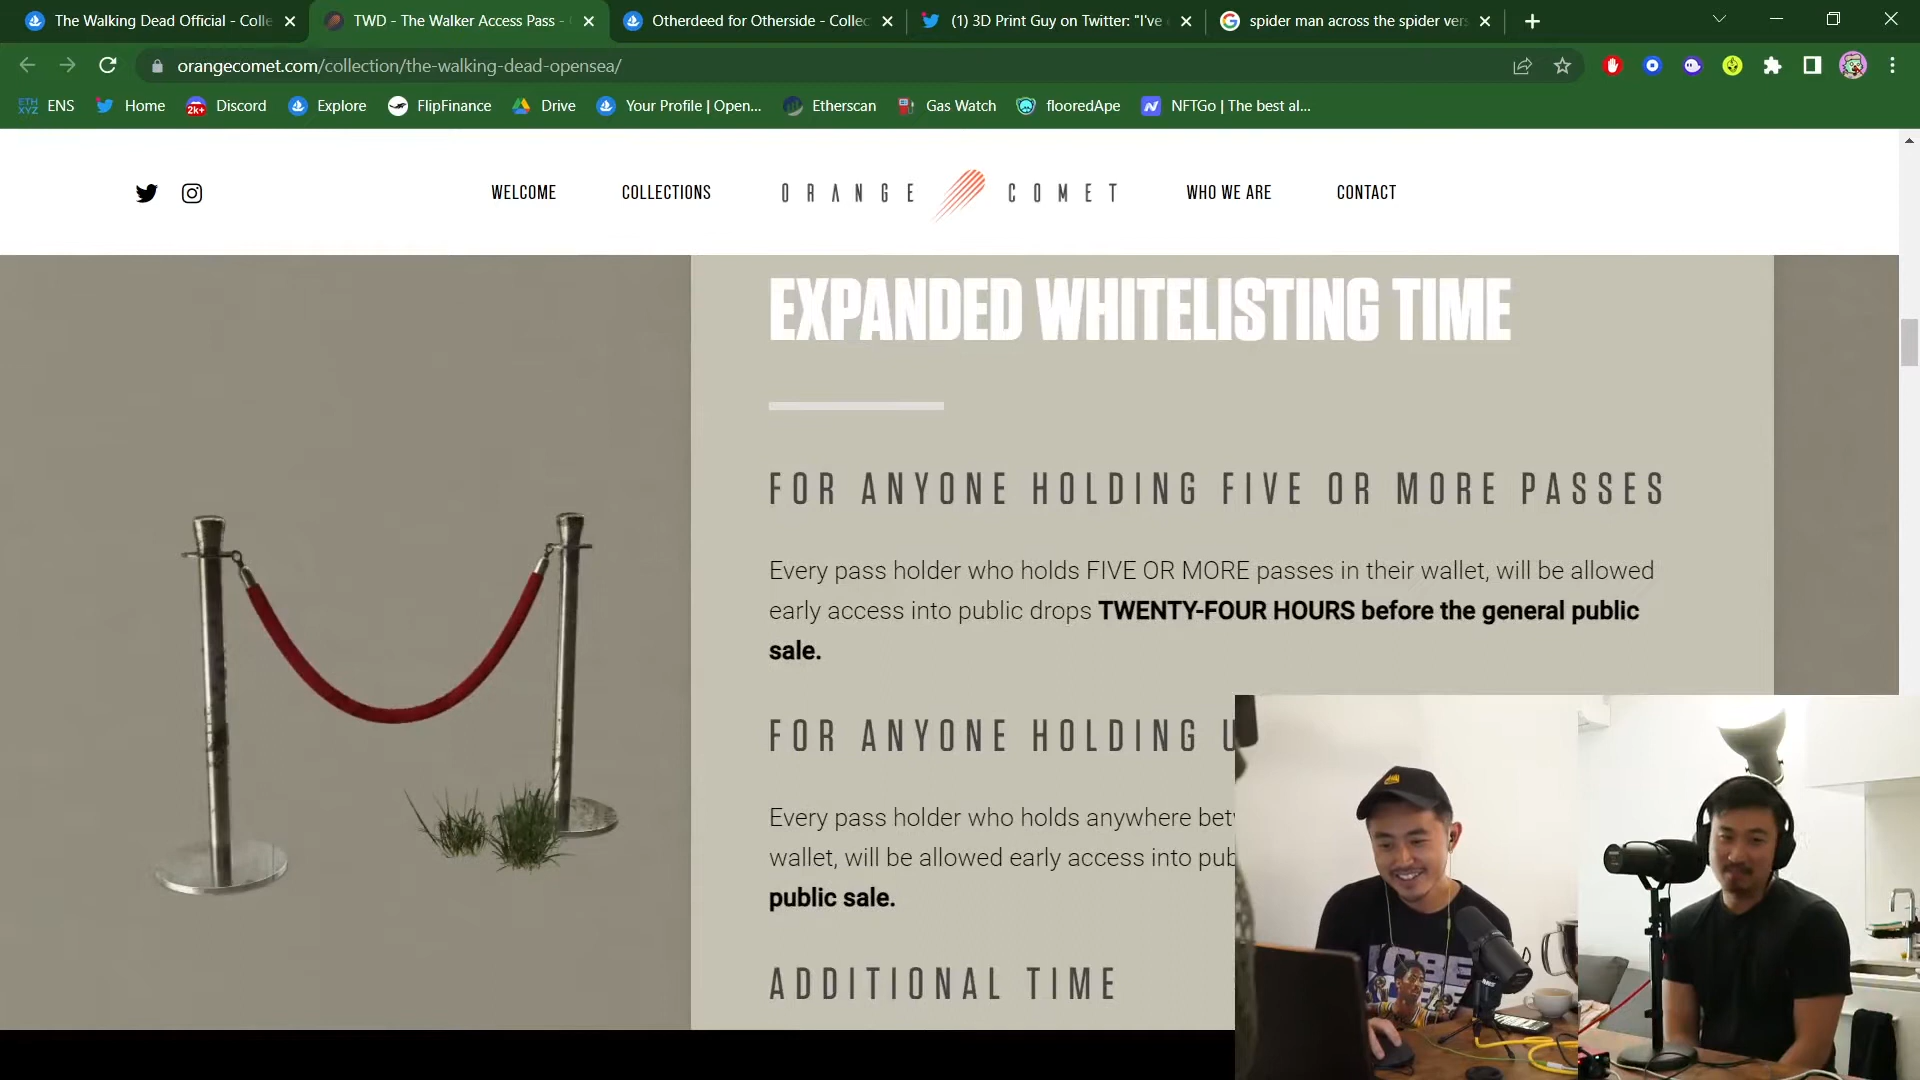 The Walking Dead Official - Colle
TWD - The Walker Access Pass -
Otherdeed for Otherside - Collec
(1) 3D Print Guy on Twitter: "I've
spider man across the spider ver
orangecomet.com/collection/the-walking-dead-opensea/
ETH XYZ ENS
Home
2k+ Discord
Explore
FlipFinance
Drive
Your Profile | Open...
Etherscan
Gas Watch
flooredApe
NFTGo | The best al...
WELCOME
COLLECTIONS
ORANGE COMET
WHO WE ARE
CONTACT
EXPANDED WHITELISTING TIME
FOR ANYONE HOLDING FIVE OR MORE PASSES
Every pass holder who holds FIVE OR MORE passes in their wallet, will be allowed
early access into public drops TWENTY-FOUR HOURS before the general public
sale.
FOR ANYONE HOLDING U
Every pass holder who holds anywhere bet
wallet, will be allowed early access into pub
public sale.
ADDITIONAL TIME